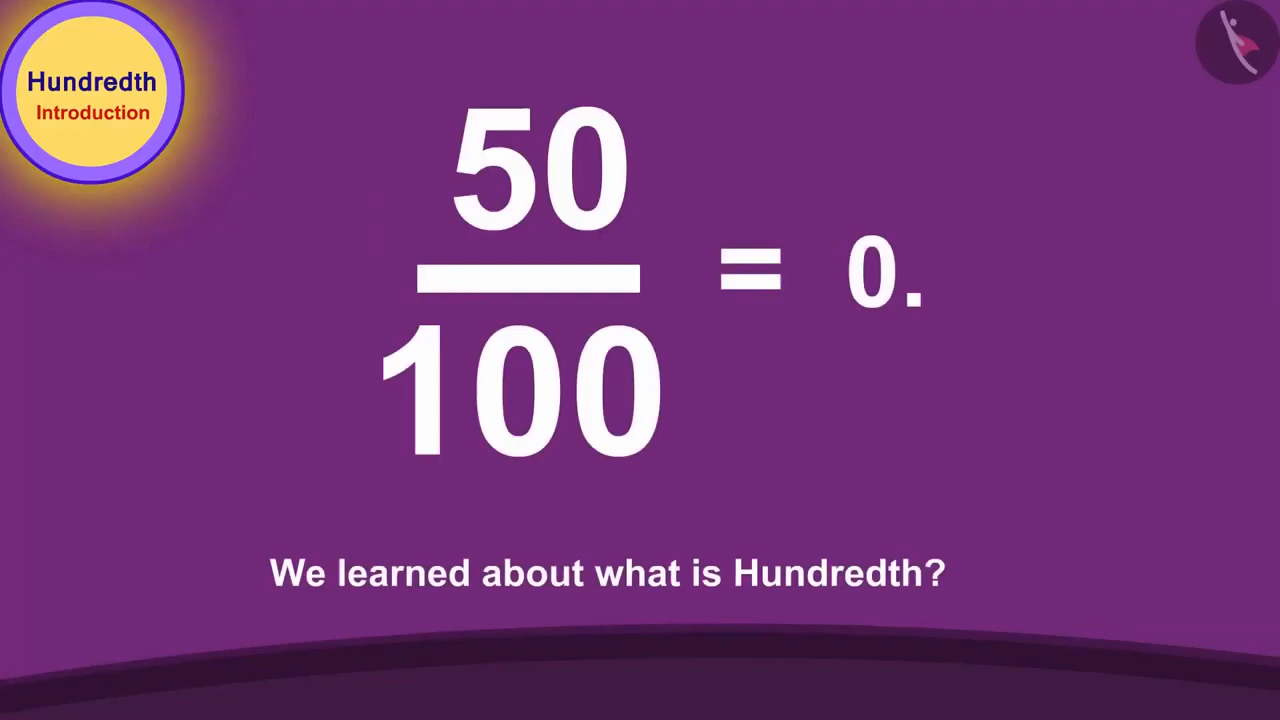 Hundredth
Introduction
50
100
= 0.
We learned about what is Hundredth?